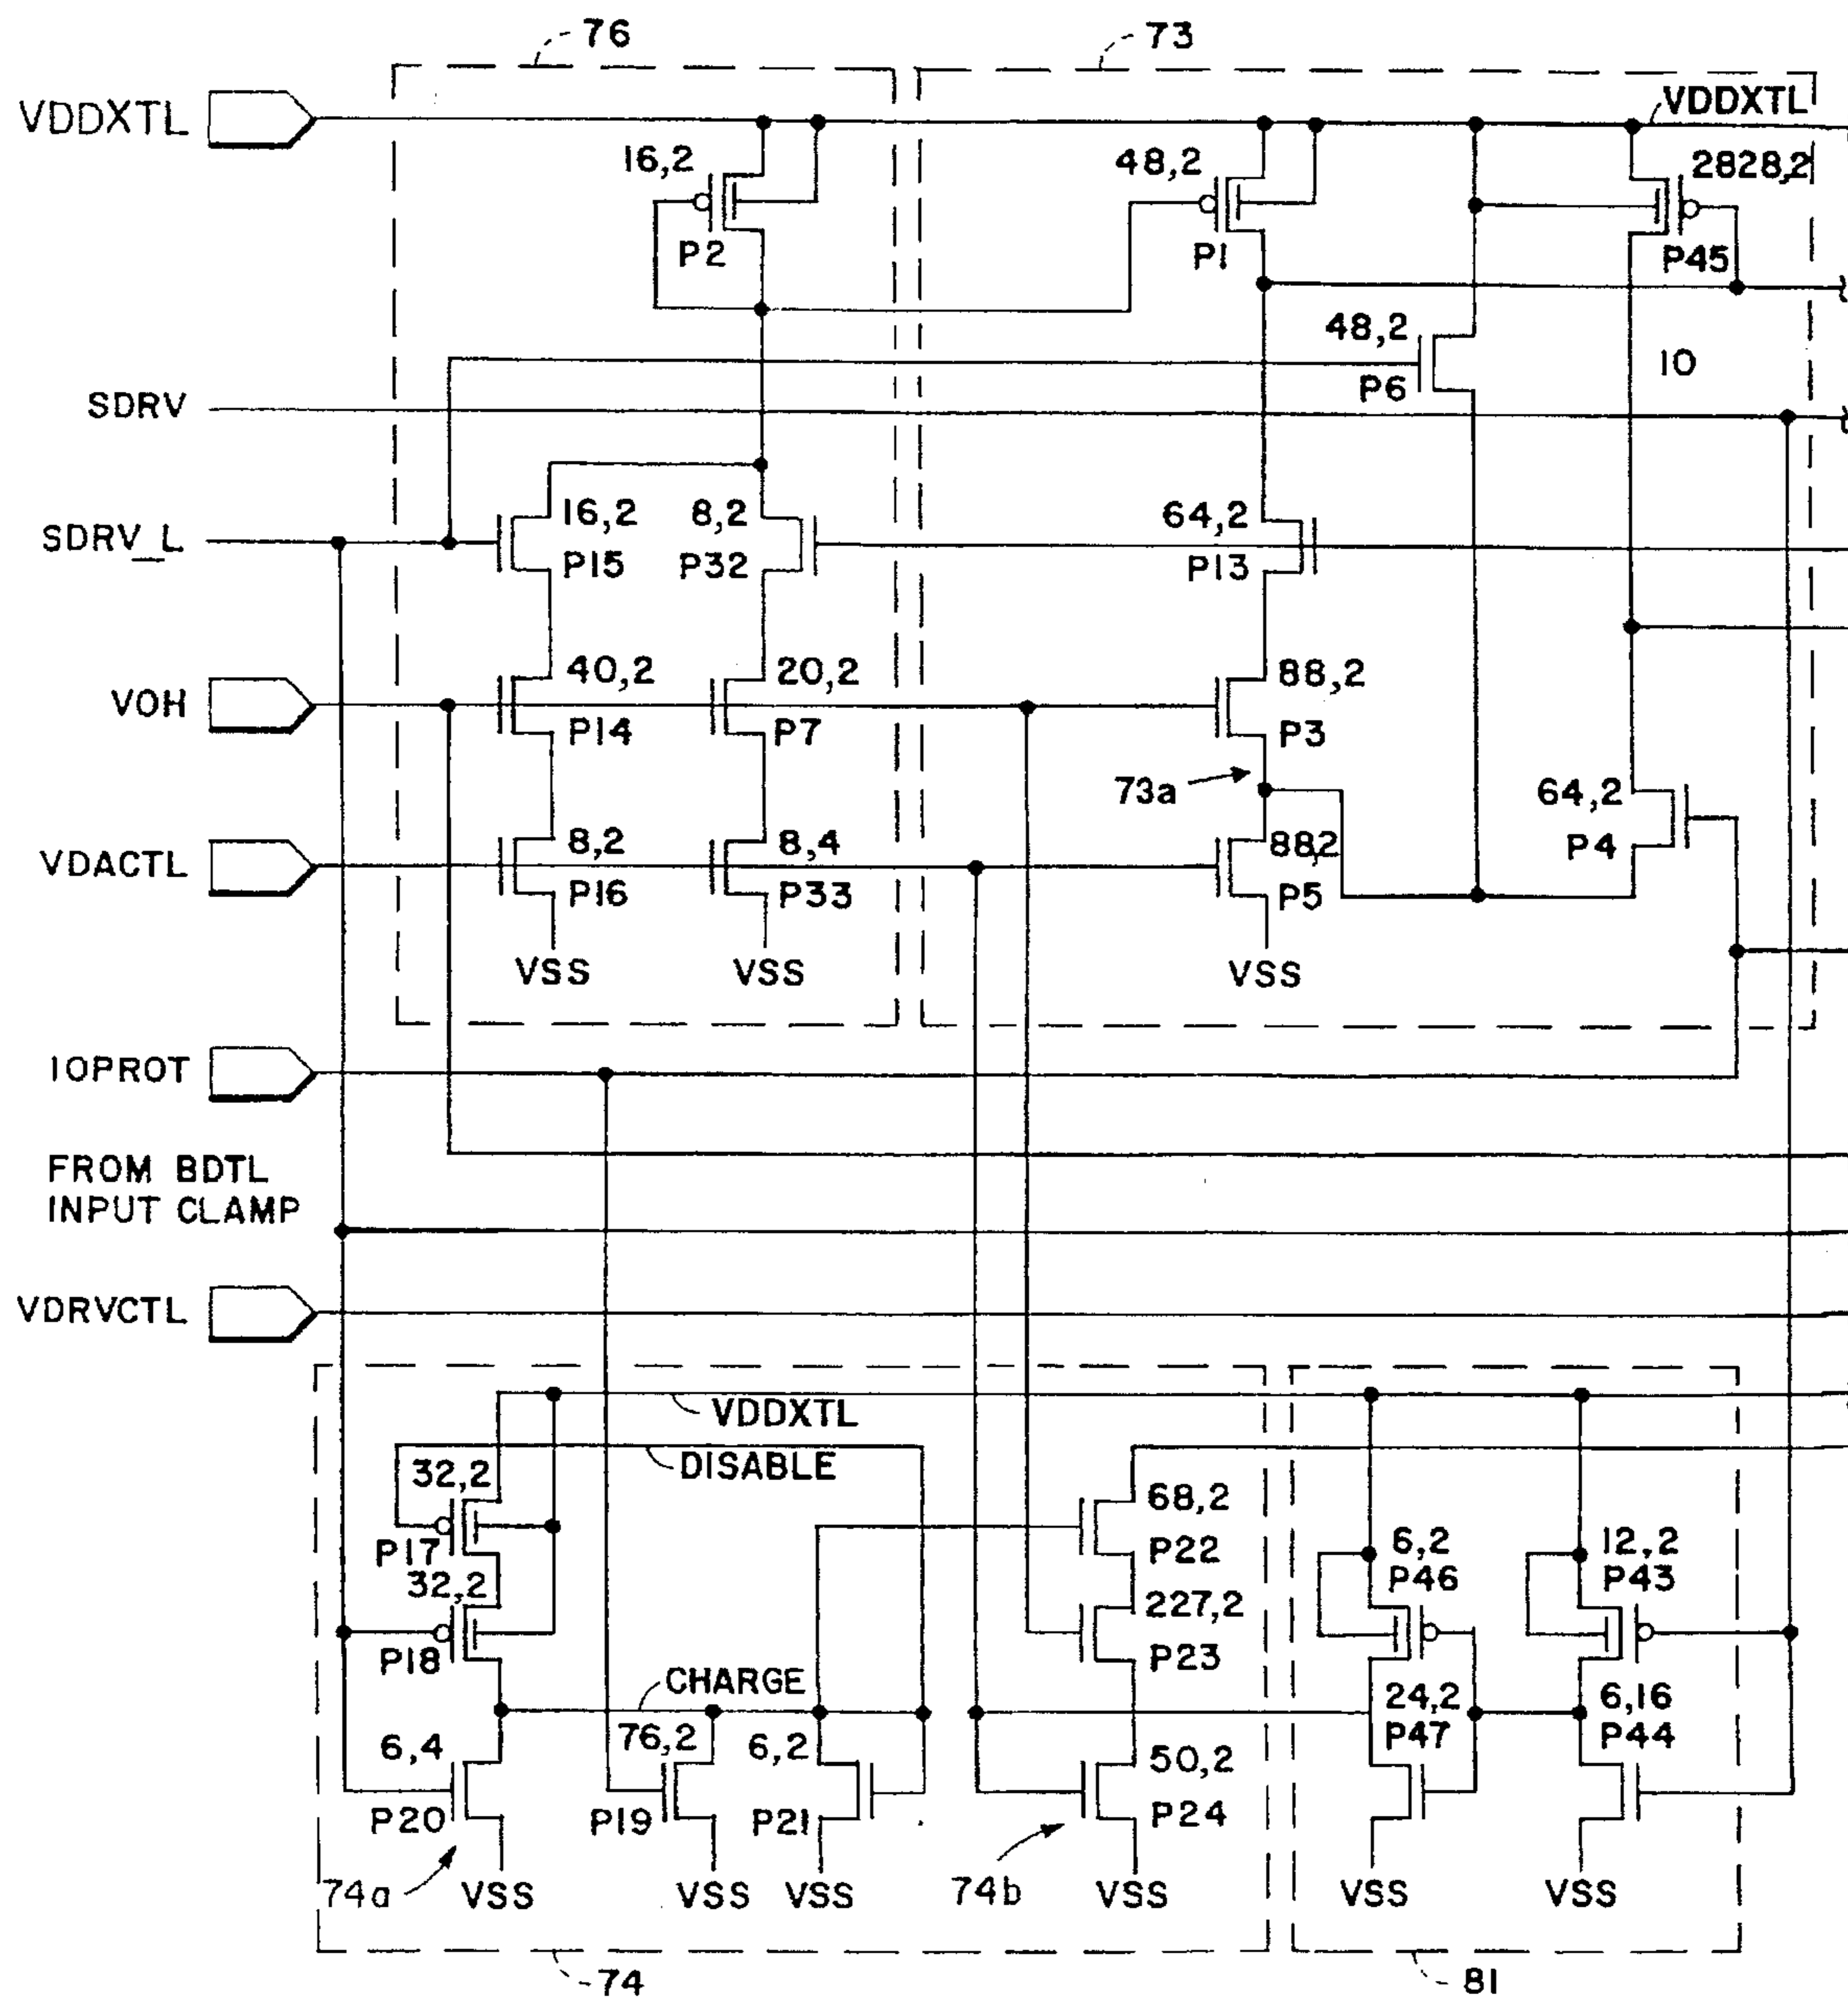 76
73
VDDXTL
VDDXTL
16,2
48,2
2828,2
P2
P1
P45
48,2
10
P6
SDRV
SDRV_L
16,2
8,2
64,2
P15
P32
P13
VOH
40,2
20,2
88,2
P14
P7
P3
73a
64,2
VDACTL
8,2
8,4
88,2
P4
P16
P33
P5
VSS
VSS
VSS
IOPROT
FROM BDTL
INPUT CLAMP
VDRVCTL
VDDXTL
DISABLE
32,2
68,2
P17
P22
6,2
12,2
32,2
P46
P43
227,2
P18
P23
CHARGE
24,2
6,16
76,2
P47
P44
6,4
6,2
50,2
P20
P19
P21
P24
74a
VSS
VSS
VSS
74b
VSS
VSS
VSS
74
81